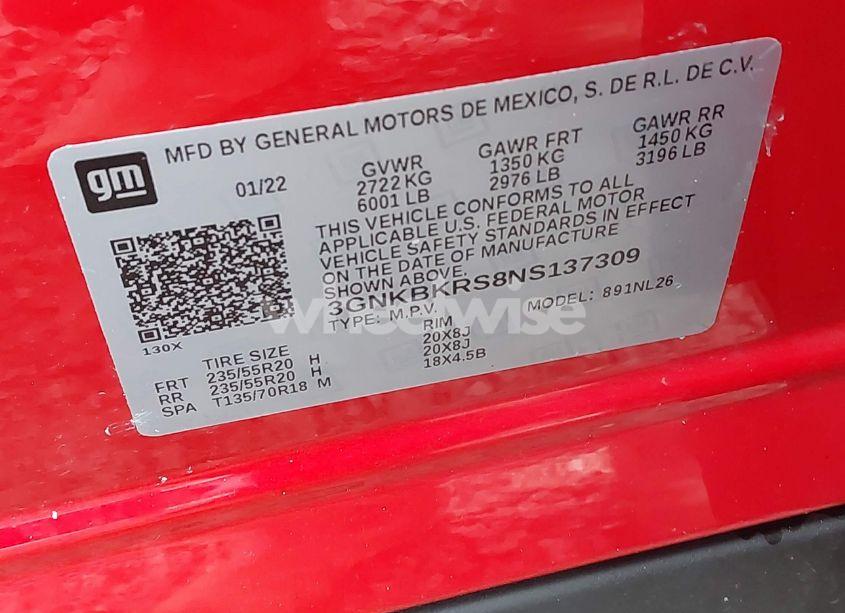 MFD BY GENERAL MOTORS DE MEXICO, S. DE R.L. DE C.V.
gm
01/22
GVWR GAWR FRT GAWR RR
2722 KG 1350 KG 1450 KG
6001 LB 2976 LB 3196 LB
THIS VEHICLE CONFORMS TO ALL
APPLICABLE U.S. FEDERAL MOTOR
VEHICLE SAFETY STANDARDS IN EFFECT
ON THE DATE OF MANUFACTURE
SHOWN ABOVE.
3GNKBKRS8NS137309
TYPE: M.P.V. MODEL: 891NL26
130X
TIRE SIZE RIM
FRT 235/55R20 H 20X8J
RR 235/55R20 H 20X8J
SPA T135/70R18 M 18X4.5B
wheelwise